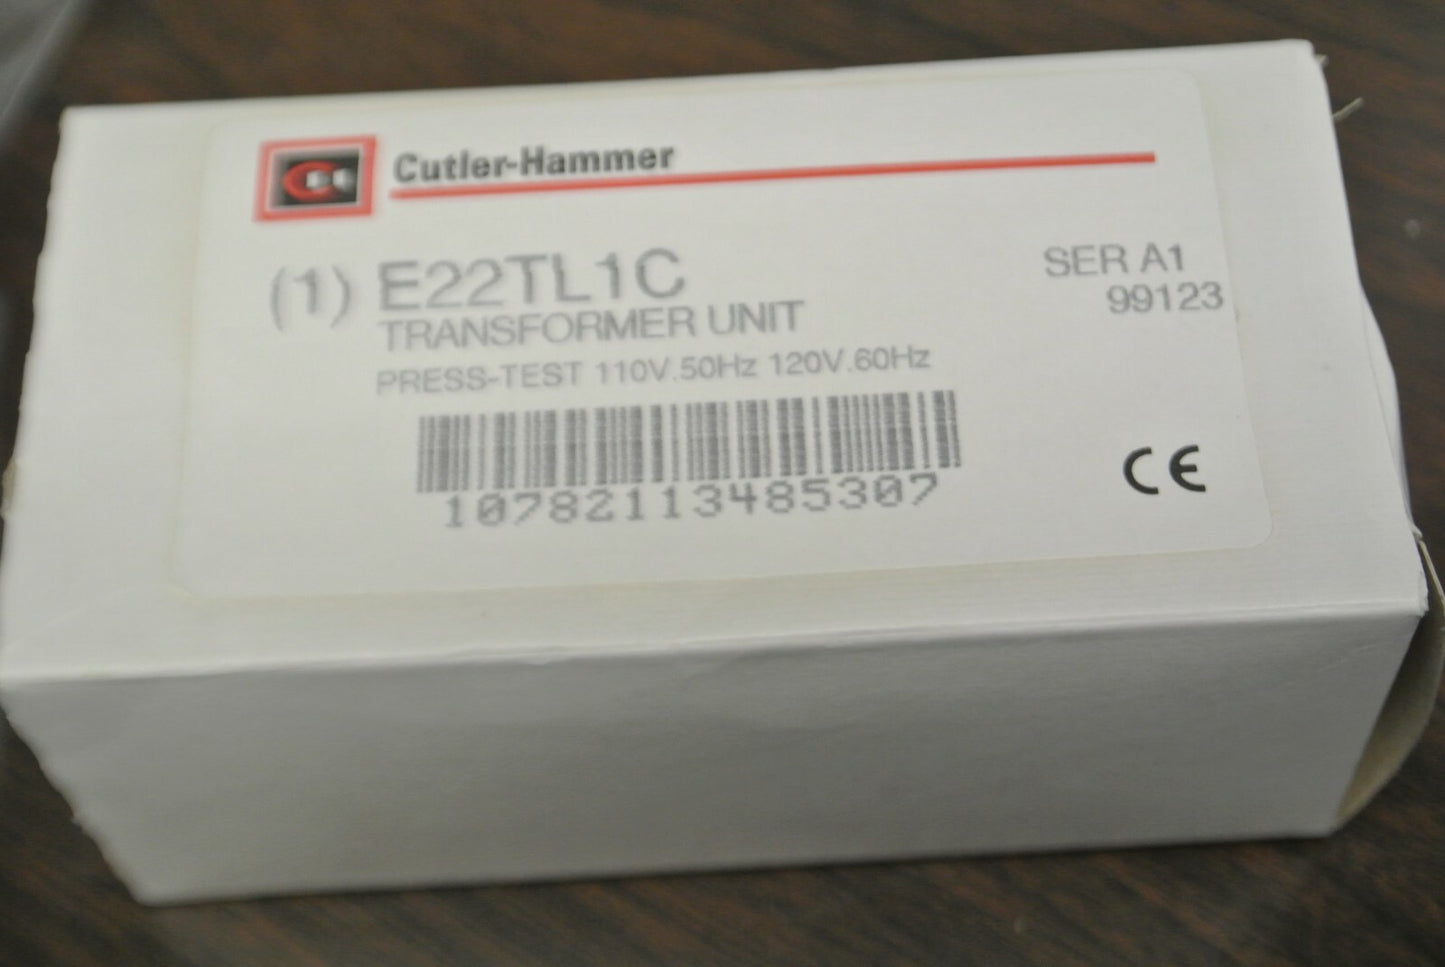 Cutler-Hammer
(1) E22TL1C
SER A1
99123
TRANSFORMER UNIT
PRESS-TEST 110V.50Hz 120V.60Hz
10782113485307
CE